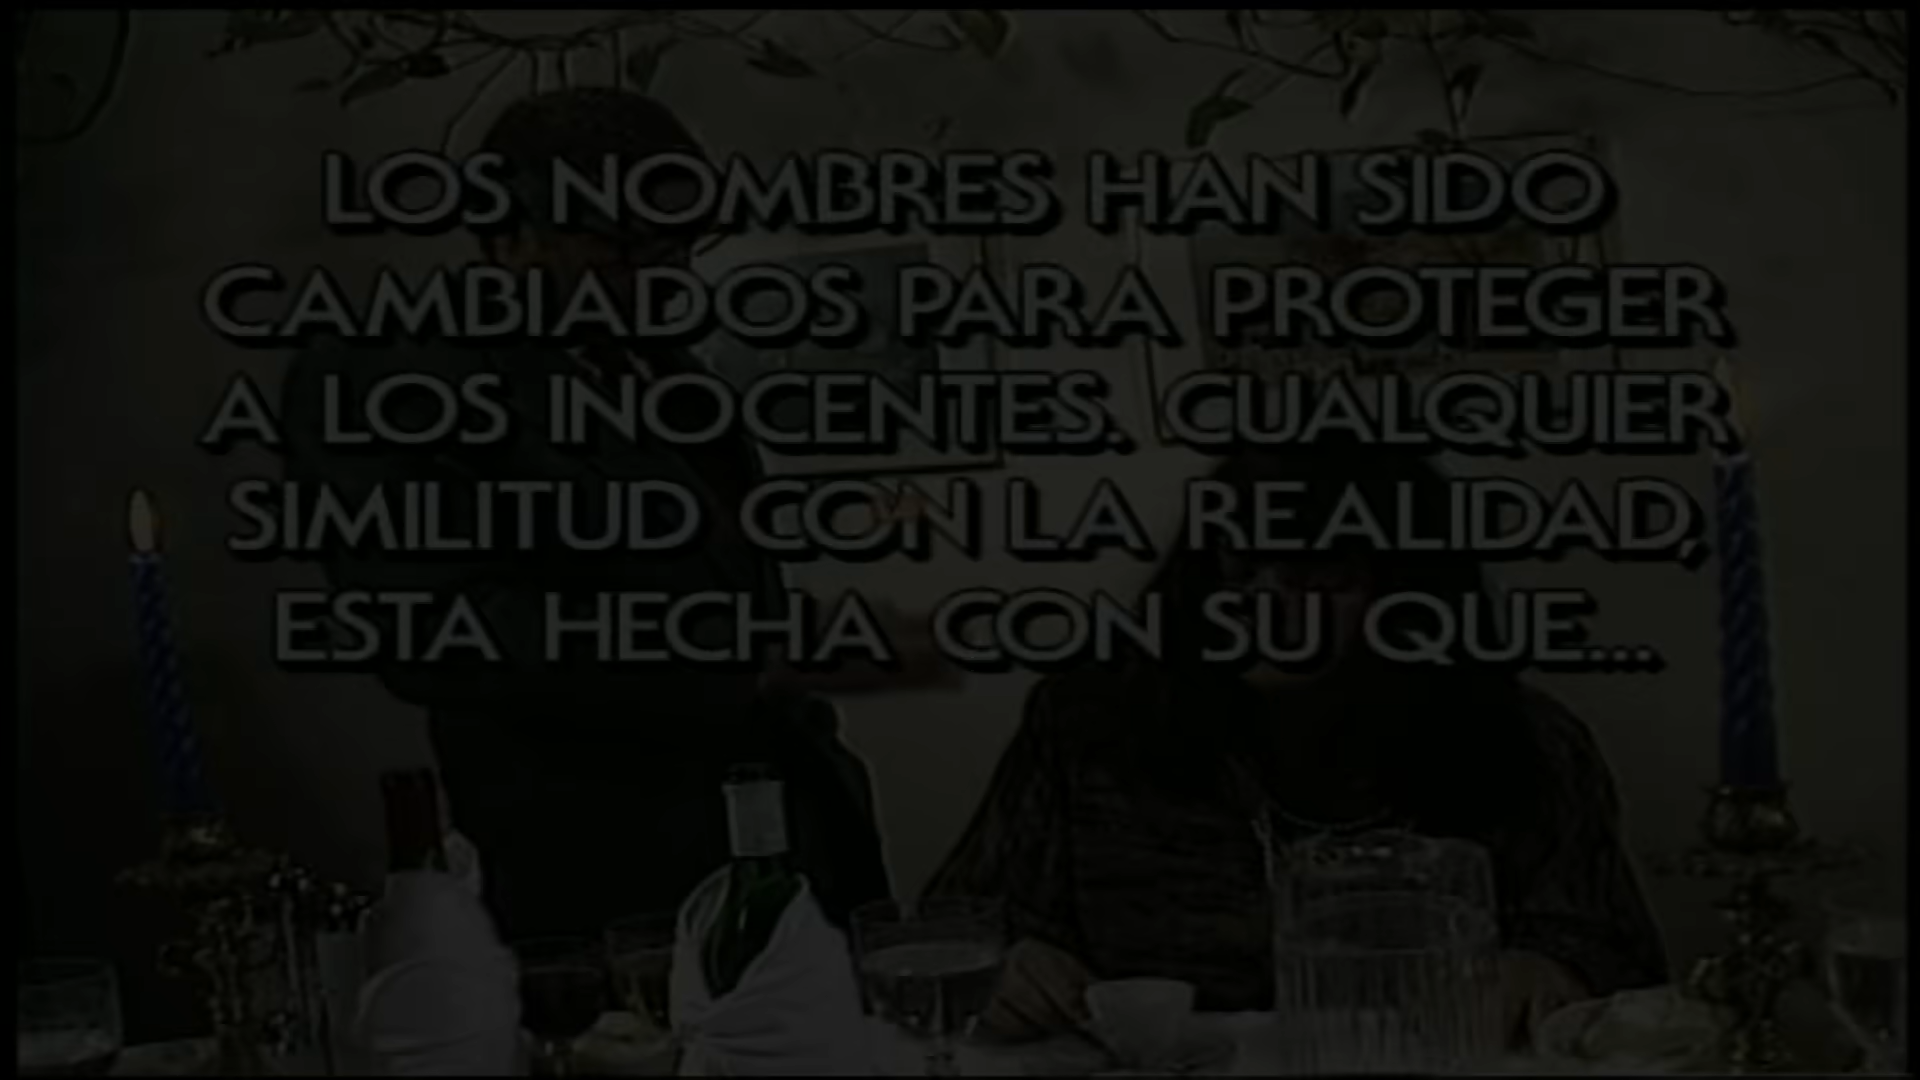 LOS NOMBRES HAN SIDO
CAMBIADOS PARA PROTEGER
A LOS INOCENTES. CUALQUIER
SIMILITUD CON LA REALIDAD,
ESTA HECHA CON SU QUE...